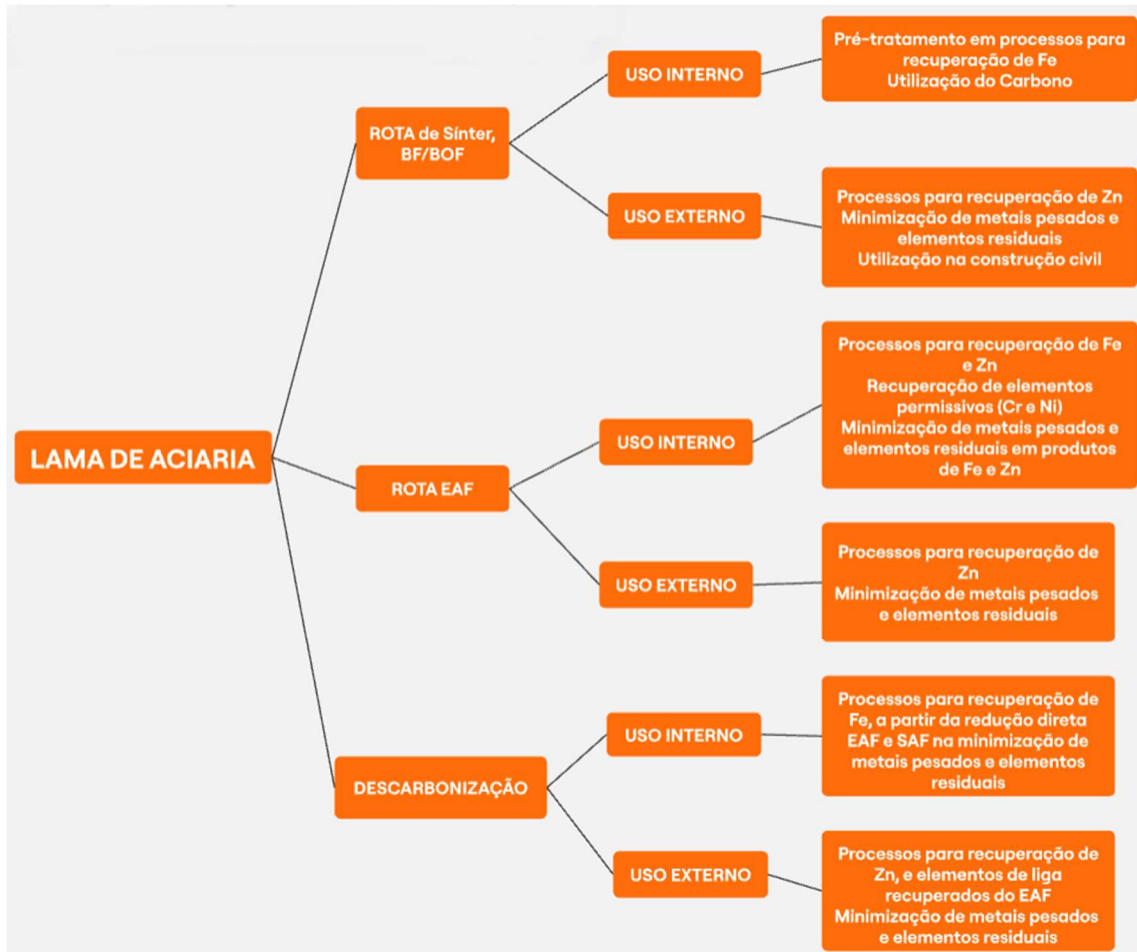 LAMA DE ACIARIA
ROTA de Sínter,
BF/BOF
USO INTERNO
Pré-tratamento em processos para
recuperação de Fe
Utilização do Carbono
USO EXTERNO
Processos para recuperação de Zn
Minimização de metais pesados e
elementos residuais
Utilização na construção civil
ROTA EAF
USO INTERNO
Processos para recuperação de Fe
e Zn
Recuperação de elementos
permissivos (Cr e Ni)
Minimização de metais pesados e
elementos residuais em produtos
de Fe e Zn
USO EXTERNO
Processos para recuperação de
Zn
Minimização de metais pesados
e elementos residuais
DESCARBONIZAÇÃO
USO INTERNO
Processos para recuperação de
Fe, a partir da redução direta
EAF e SAF na minimização de
metais pesados e elementos
residuais
USO EXTERNO
Processos para recuperação de
Zn, e elementos de liga
recuperados do EAF
Minimização de metais pesados
e elementos residuais